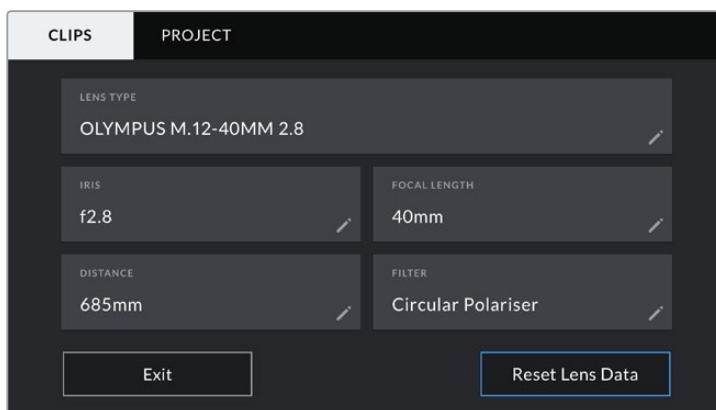 CLIPS PROJECT
LENS TYPE
OLYMPUS M.12-40MM 2.8
IRIS
f2.8
FOCAL LENGTH
40mm
DISTANCE
685mm
FILTER
Circular Polariser
Exit Reset Lens Data